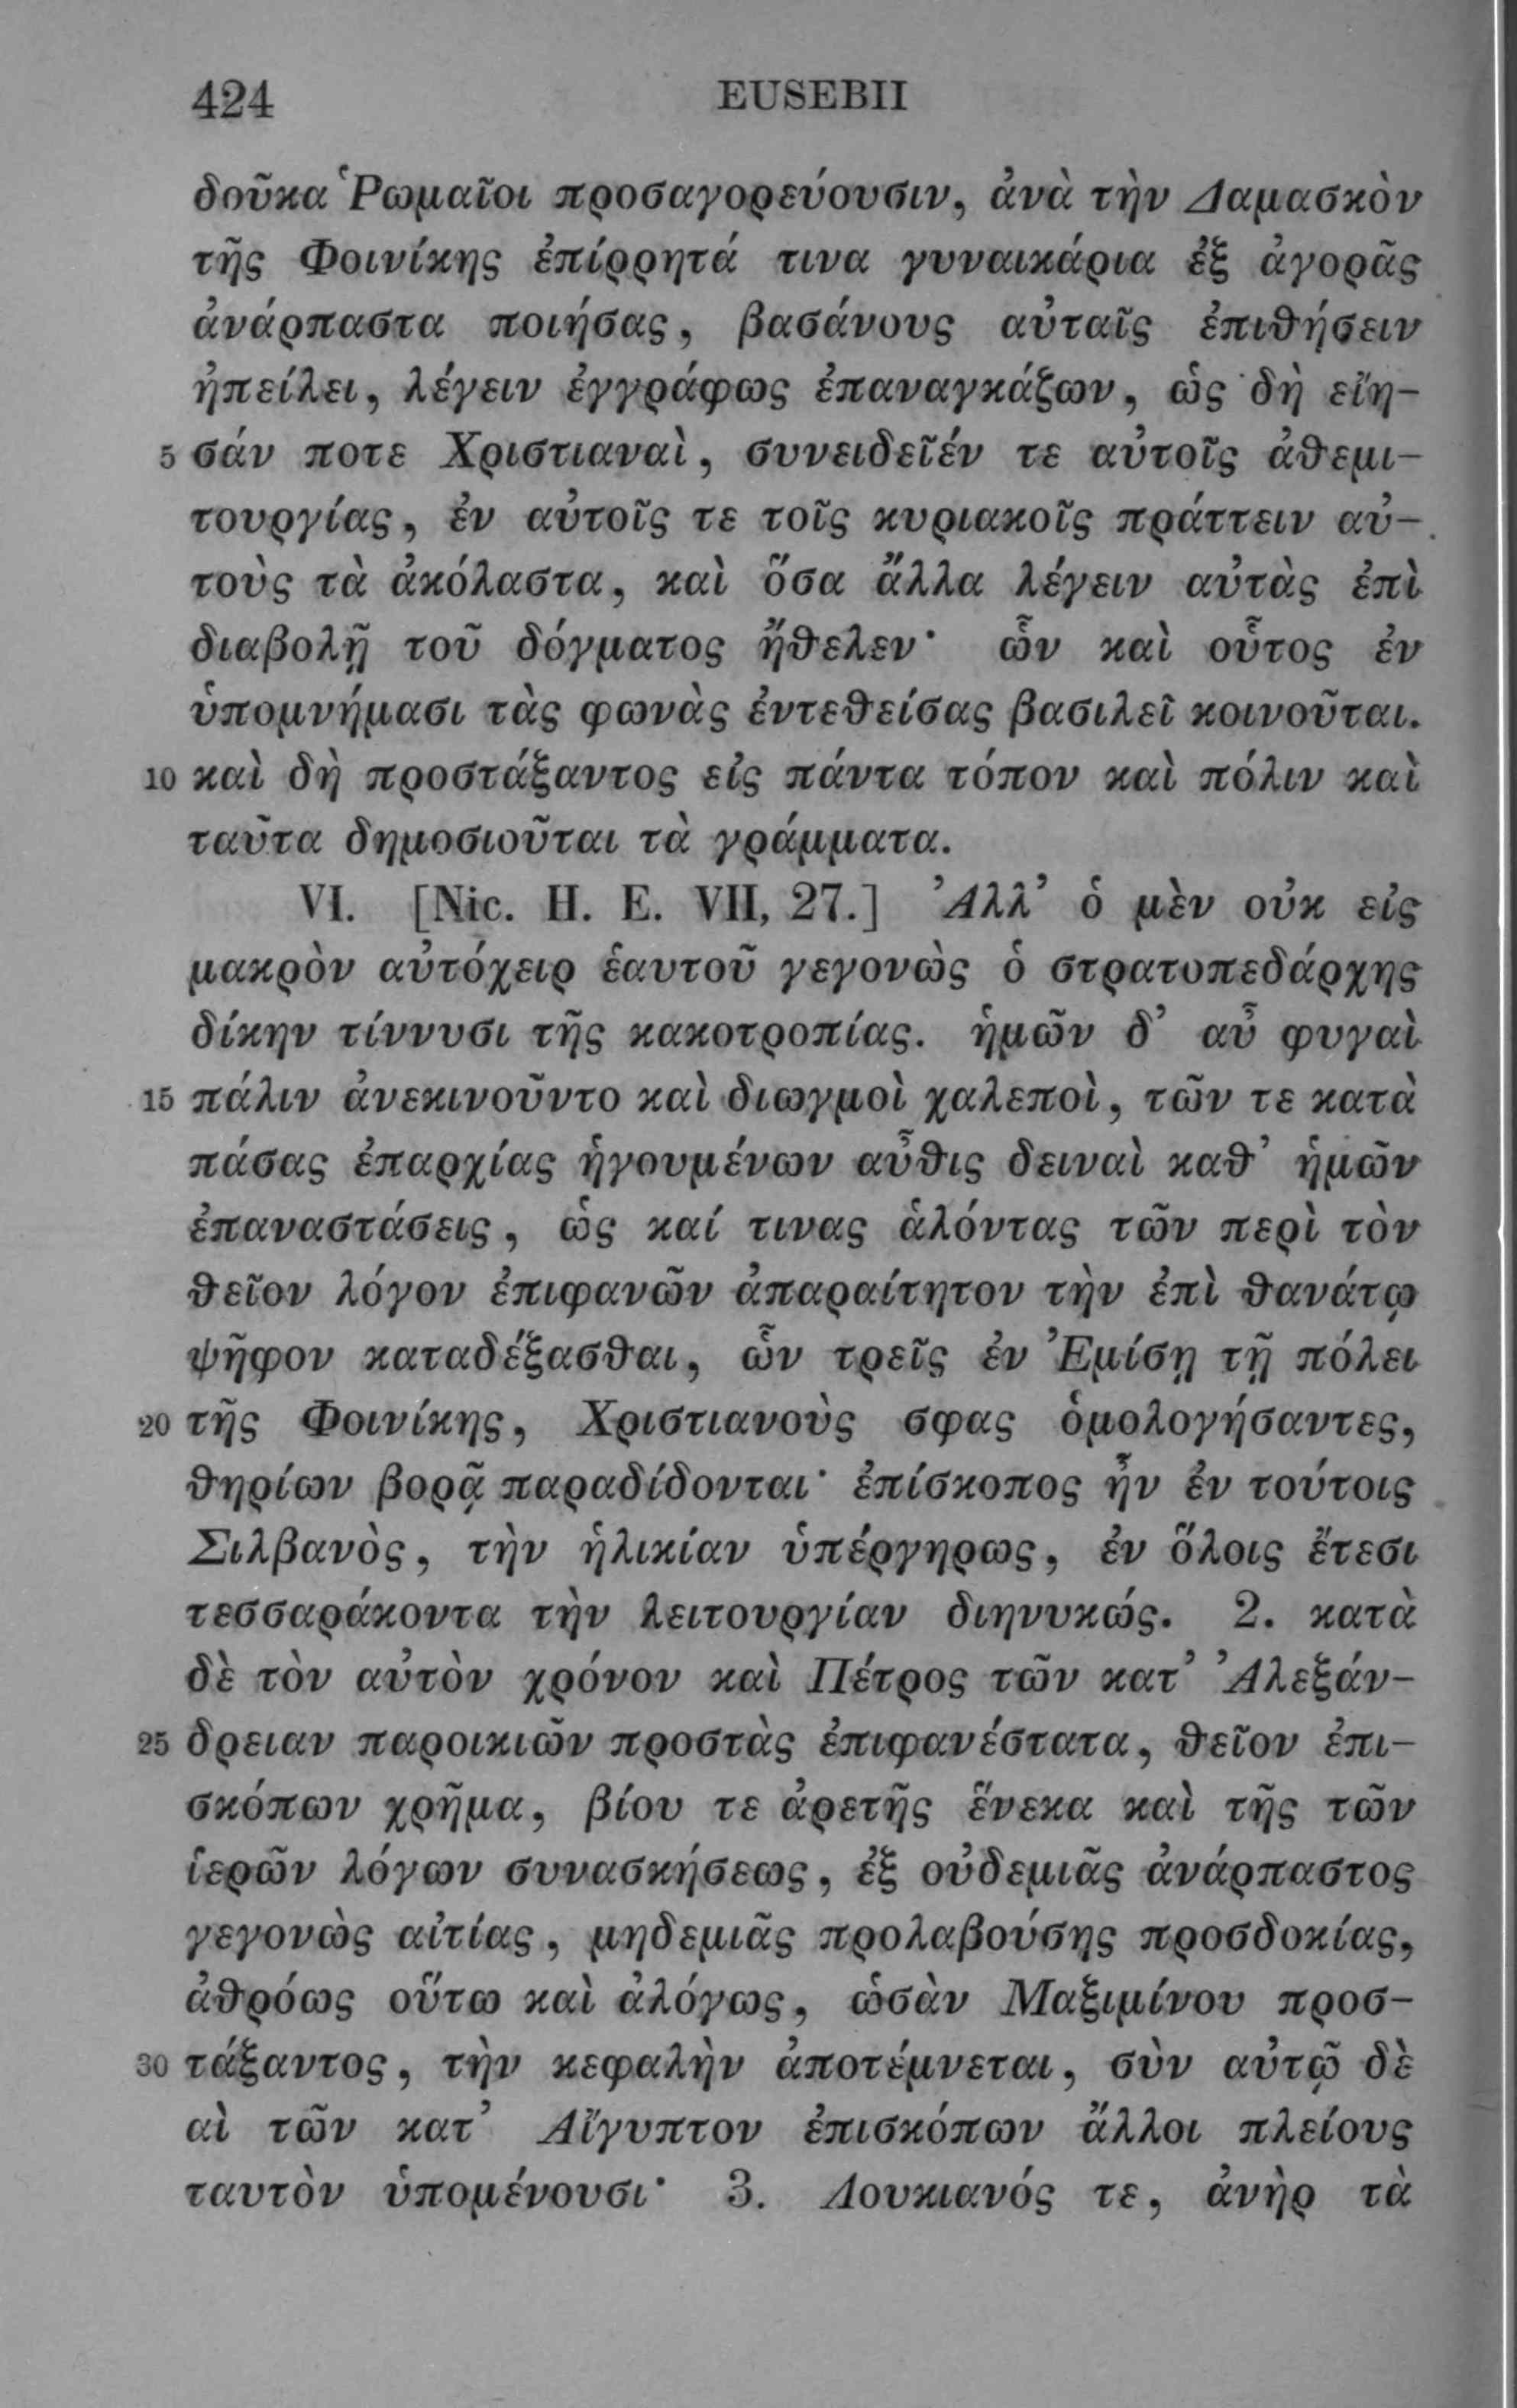 424 EUSEBII
δοῦκα Ῥωμαῖοι προσαγορεύουσιν, ἀνὰ τὴν Δαμασκὸν
τῆς Φοινίκης ἐπίρρητά τινα γυναικάρια ἐξ ἀγορᾶς
ἀνάρπαστα ποιήσας, βασάνους αὐταῖς ἐπιθήσειν
ἠπείλει, λέγειν ἐγγράφως ἐπαναγκάζων, ὡς δὴ εἴη-
5 σάν ποτε Χριστιαναὶ, συνειδεῖέν τε αὐτοῖς ἀθεμι-
τουργίας, ἐν αὐτοῖς τε τοῖς κυριακοῖς πράττειν αὐ-
τοὺς τὰ ἀκόλαστα, καὶ ὅσα ἄλλα λέγειν αὐτὰς ἐπὶ
διαβολῇ τοῦ δόγματος ἤθελεν· ὧν καὶ οὗτος ἐν
ὑπομνήμασι τὰς φωνὰς ἐντεθείσας βασιλεῖ κοινοῦται.
10 καὶ δὴ προστάξαντος εἰς πάντα τόπον καὶ πόλιν καὶ
ταῦτα δημοσιοῦται τὰ γράμματα.
VI. [Nic. H. E. VII, 27.] Ἀλλ’ ὁ μὲν οὐκ εἰς
μακρὸν αὐτόχειρ ἑαυτοῦ γεγονὼς ὁ στρατοπεδάρχης
δίκην τίννυσι τῆς κακοτροπίας. ἡμῶν δ’ αὖ φυγαὶ
15 πάλιν ἀνεκινοῦντο καὶ διωγμοὶ χαλεποὶ, τῶν τε κατὰ
πάσας ἐπαρχίας ἡγουμένων αὖθις δειναὶ καθ’ ἡμῶν
ἐπαναστάσεις, ὡς καί τινας ἁλόντας τῶν περὶ τὸν
θεῖον λόγον ἐπιφανῶν ἀπαραίτητον τὴν ἐπὶ θανάτῳ
ψῆφον καταδέξασθαι, ὧν τρεῖς ἐν Ἐμίσῃ τῇ πόλει
20 τῆς Φοινίκης, Χριστιανοὺς σφας ὁμολογήσαντες,
θηρίων βορᾷ παραδίδονται· ἐπίσκοπος ἦν ἐν τούτοις
Σιλβανὸς, τὴν ἡλικίαν ὑπέργηρως, ἐν ὅλοις ἔτεσι
τεσσαράκοντα τὴν λειτουργίαν διηνυκώς. 2. κατὰ
δὲ τὸν αὐτὸν χρόνον καὶ Πέτρος τῶν κατ’ Ἀλεξάν-
25 δρειαν παροικιῶν προστὰς ἐπιφανέστατα, θεῖον ἐπι-
σκόπων χρῆμα, βίου τε ἀρετῆς ἕνεκα καὶ τῆς τῶν
ἱερῶν λόγων συνασκήσεως, ἐξ οὐδεμιᾶς ἀνάρπαστος
γεγονὼς αἰτίας, μηδεμιᾶς προλαβούσης προσδοκίας,
ἀθρόως οὕτω καὶ ἀλόγως, ὡσὰν Μαξιμίνου προσ-
30 τάξαντος, τὴν κεφαλὴν ἀποτέμνεται, σὺν αὐτῷ δὲ
αὶ τῶν κατ’ Αἴγυπτον ἐπισκόπων ἄλλοι πλείους
ταυτὸν ὑπομένουσι· 3. Λουκιανός τε, ἀνὴρ τὰ